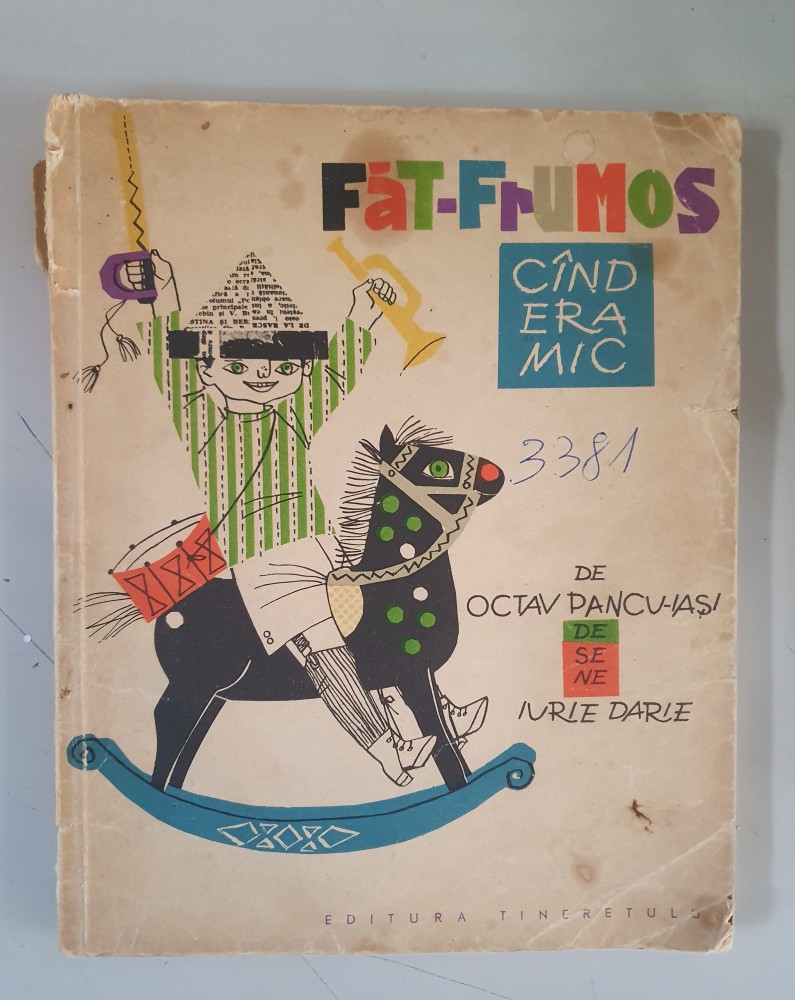 FăT-FruMOS
CÎND
ERA
MIC
3381
DE
OCTAV PANCU-IAȘI
DE
SE
NE
IURIE DARIE
EDITURA TINERETULUI